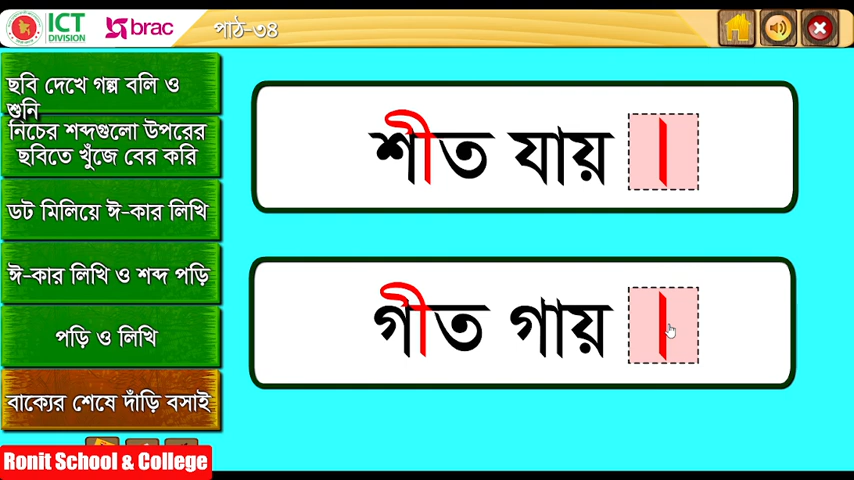 ICT
DIVISION
brac
পাঠ-৩৪
ছবি দেখে গল্প বলি ও
শুনি
নিচের শব্দগুলো উপরের
ছবিতে খুঁজে বের করি
ডট মিলিয়ে ঈ-কার লিখি
ঈ-কার লিখি ও শব্দ পড়ি
পড়ি ও লিখি
বাক্যের শেষে দাঁড়ি বসাই
শীত যায় ।
গীত গায় ।
Ronit School & College